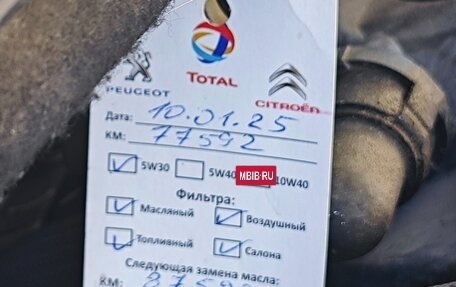 TOTAL
PEUGEOT
CITROËN
Дата: 10.01.25
КМ: 77592
5W30 5W40 10W40
MBIB.RU
Фильтра:
Масляный Воздушный
Топливный Салона
Следующая замена масла:
КМ: